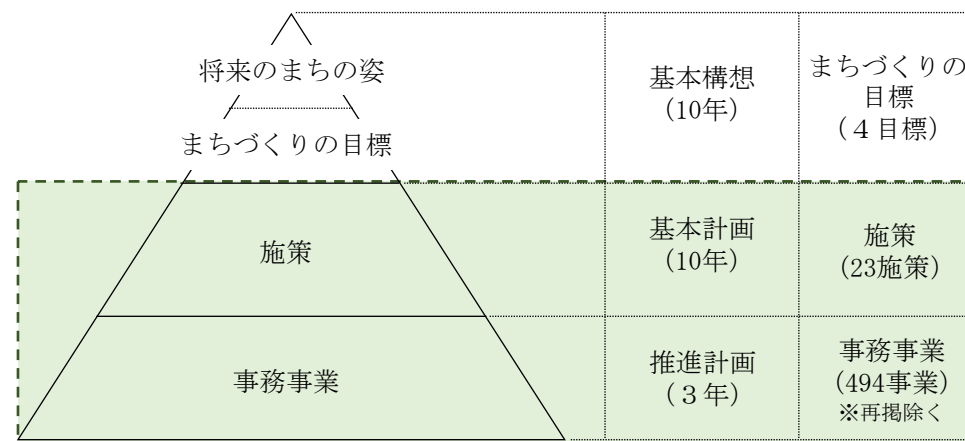 将来のまちの姿
まちづくりの目標
基本構想
(10年)
まちづくりの
目標
(４目標)
施策
基本計画
(10年)
施策
(23施策)
事務事業
推進計画
(３年)
事務事業
(494事業)
※再掲除く